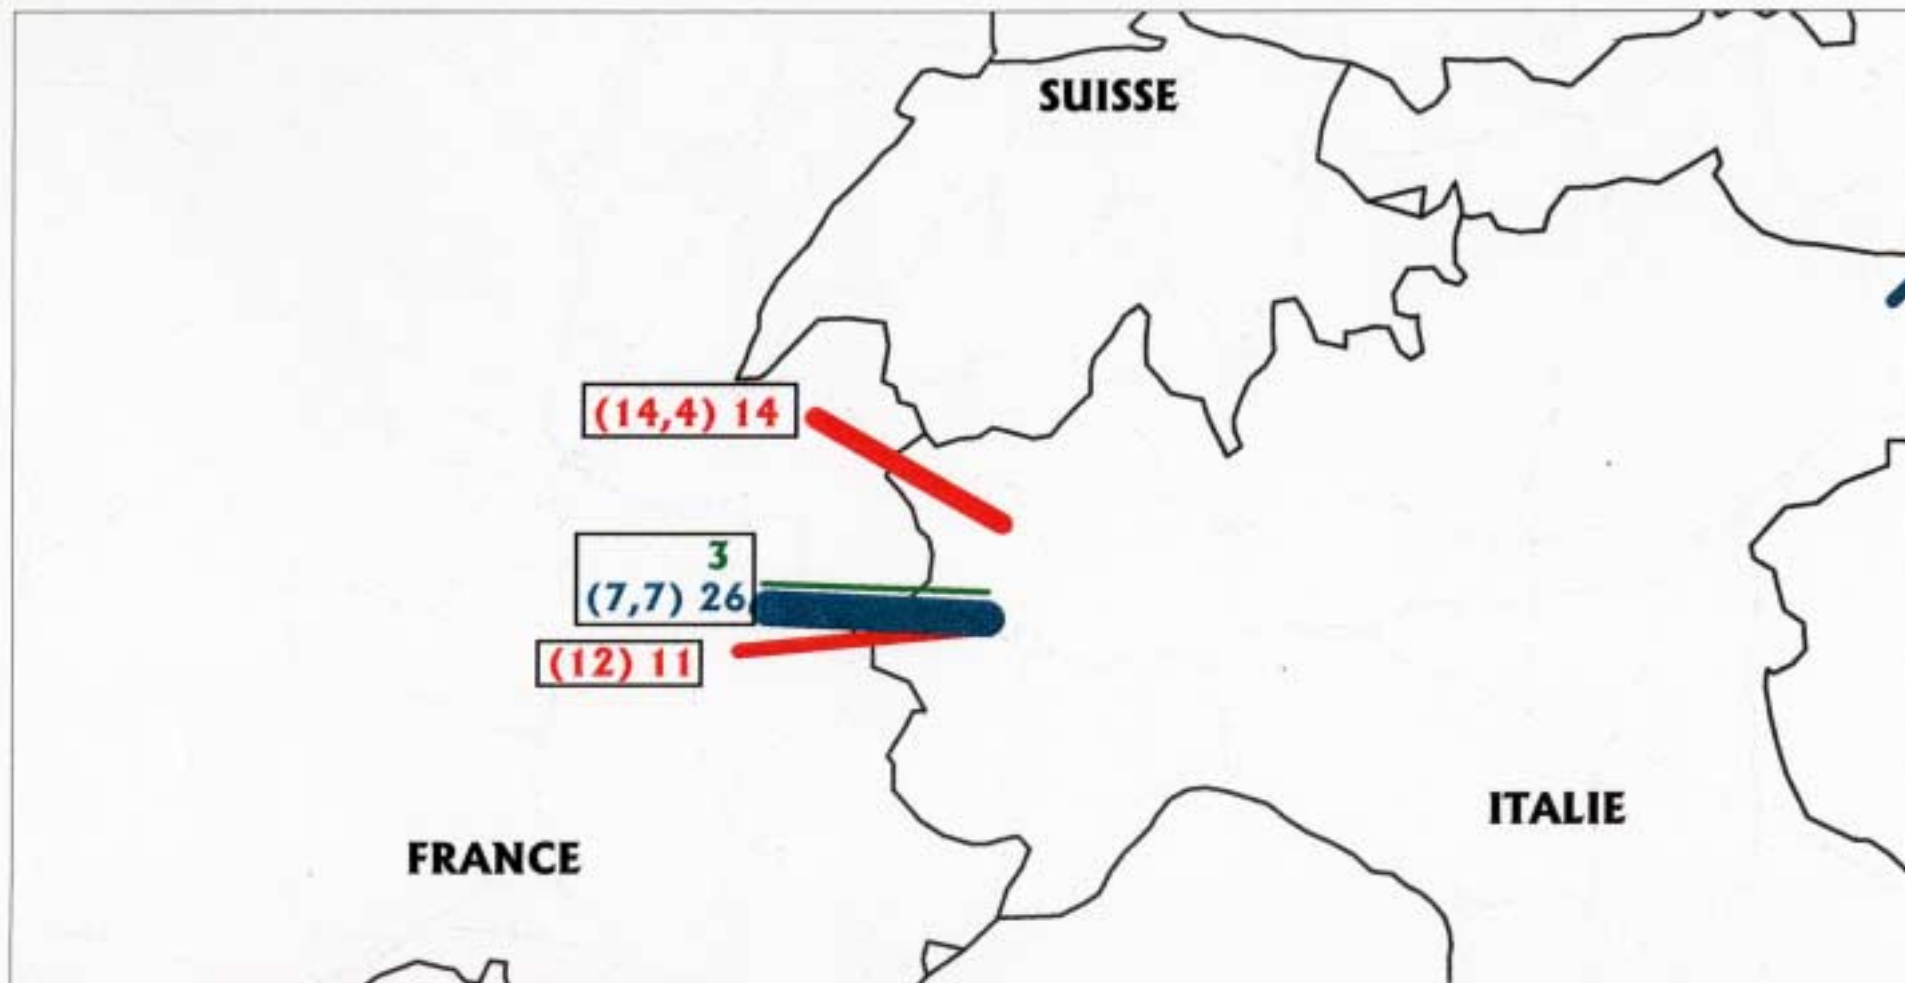 SUISSE
(14,4) 14
3
(7,7) 26
(12) 11
ITALIE
FRANCE